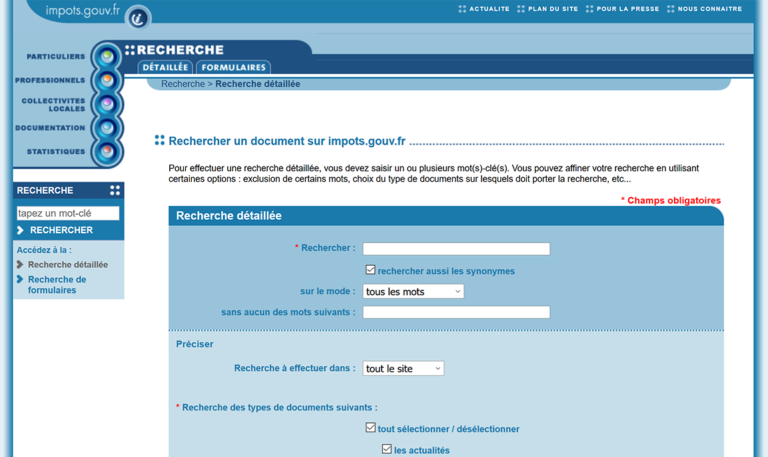 impots.gouv.fr
ACTUALITE PLAN DU SITE POUR LA PRESSE NOUS CONNAITRE
PARTICULIERS
PROFESSIONNELS
COLLECTIVITES
LOCALES
DOCUMENTATION
STATISTIQUES
RECHERCHE
DÉTAILLÉE FORMULAIRES
Recherche > Recherche détaillée
RECHERCHE
tapez un mot-clé
RECHERCHER
Accédez à la :
Recherche détaillée
Recherche de
formulaires
Rechercher un document sur impots.gouv.fr
Pour effectuer une recherche détaillée, vous devez saisir un ou plusieurs mot(s)-clé(s). Vous pouvez affiner votre recherche en utilisant
certaines options : exclusion de certains mots, choix du type de documents sur lesquels doit porter la recherche, etc...
* Champs obligatoires
Recherche détaillée
* Rechercher :
rechercher aussi les synonymes
sur le mode : tous les mots
sans aucun des mots suivants :
Préciser
Recherche à effectuer dans : tout le site
* Recherche des types de documents suivants :
tout sélectionner / désélectionner
les actualités